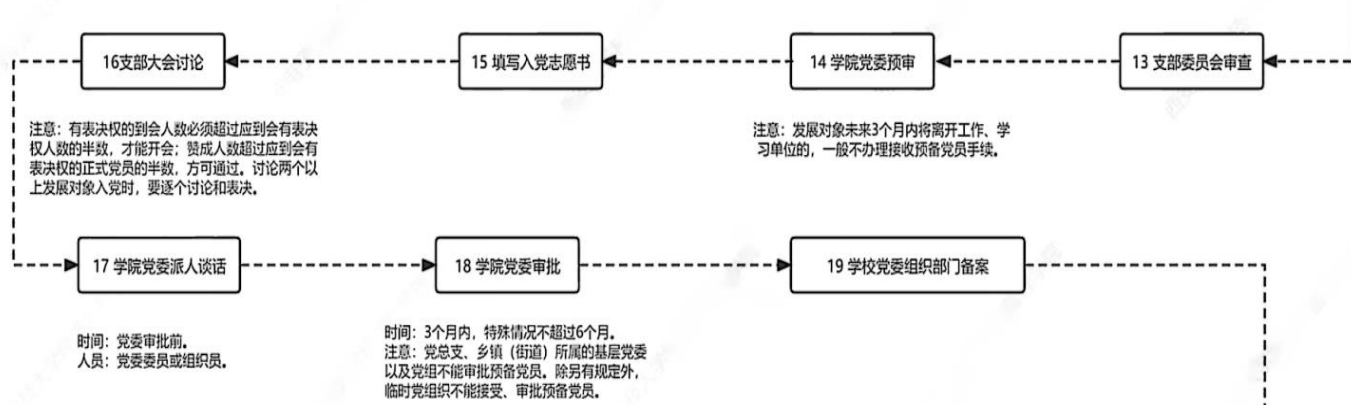 16支部大会讨论
15 填写入党志愿书
14 学院党委预审
13 支部委员会审查
注意：有表决权的到会人数必须超过应到会有表决
权人数的半数，才能开会；赞成人数超过应到会有
表决权的正式党员的半数，方可通过。讨论两个以
上发展对象入党时，要逐个讨论和表决。
注意：发展对象未来3个月内将离开工作、学
习单位的，一般不办理接收预备党员手续。
17 学院党委派人谈话
18 学院党委审批
19 学校党委组织部门备案
时间：党委审批前。
人员：党委委员或组织员。
时间：3个月内，特殊情况不超过6个月。
注意：党总支、乡镇（街道）所属的基层党委
以及党组不能审批预备党员。除另有规定外，
临时党组织不能接受、审批预备党员。